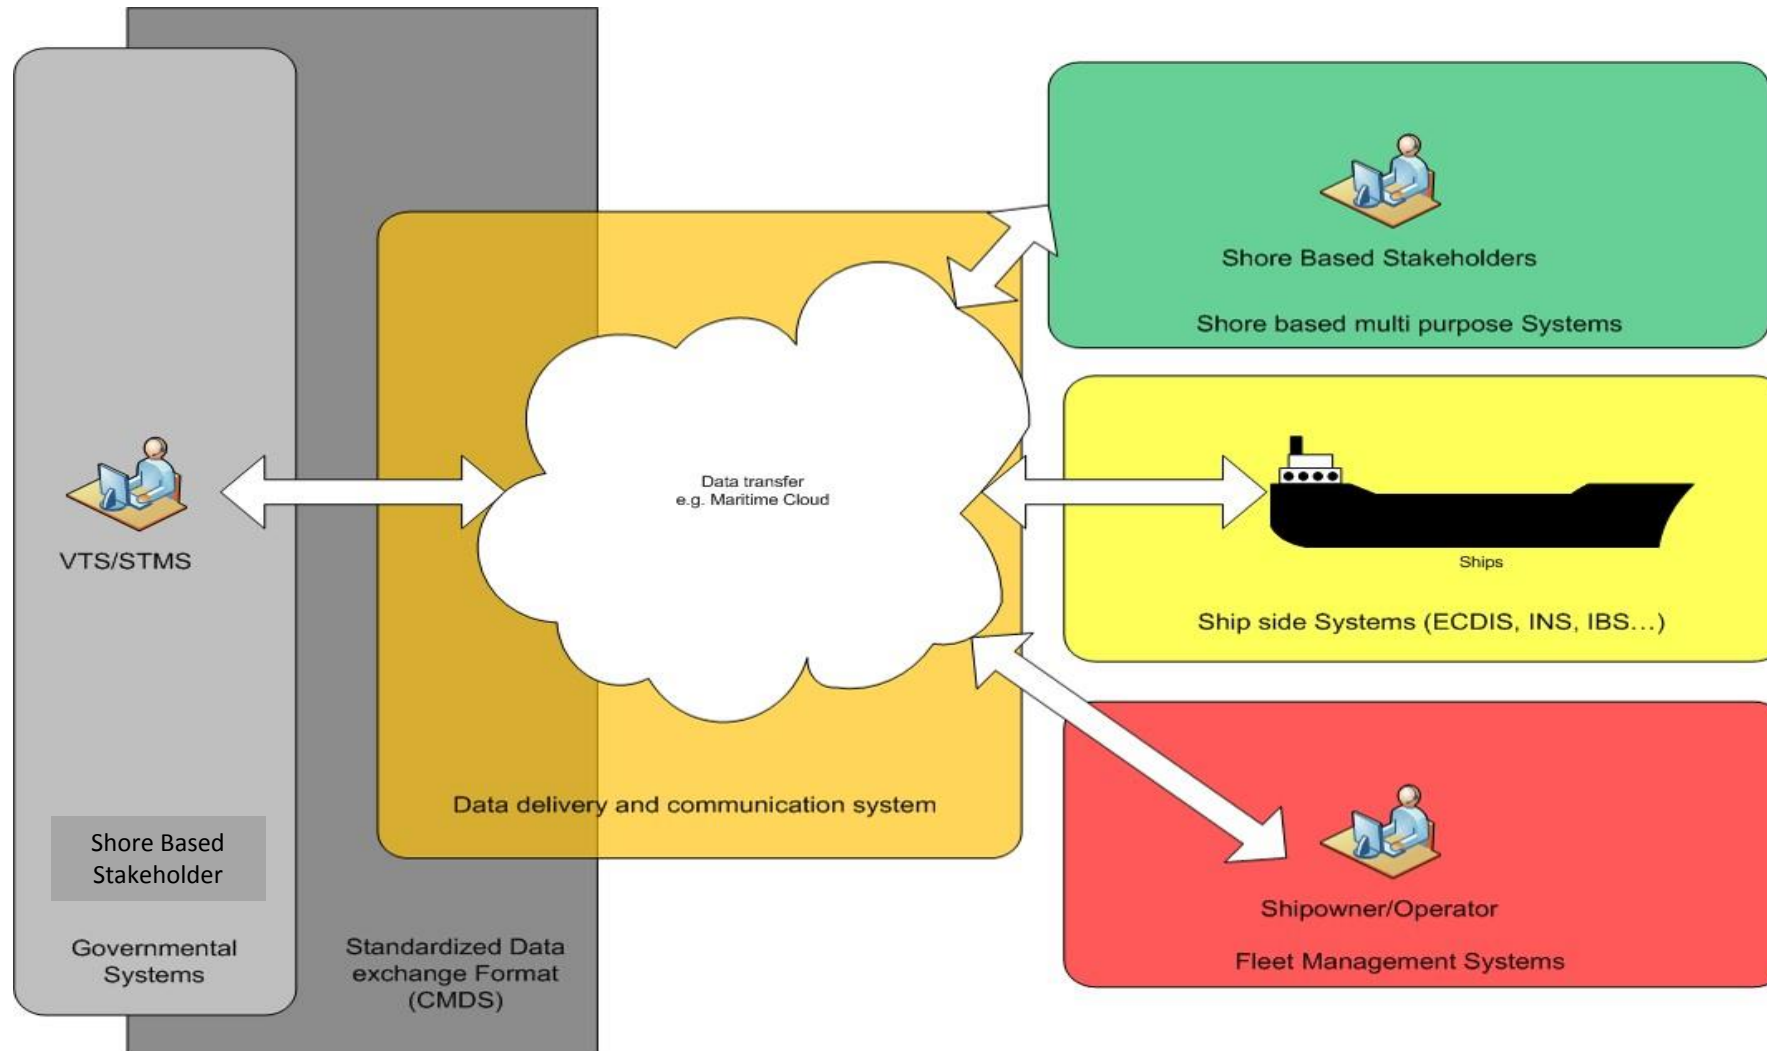 VTS/STMS
Shore Based
Stakeholder
Governmental
Systems
Standardized Data
exchange Format
(CMDS)
Data transfer
e.g. Maritime Cloud
Data delivery and communication system
Shore Based Stakeholders
Shore based multi purpose Systems
Ships
Ship side Systems (ECDIS, INS, IBS…)
Shipowner/Operator
Fleet Management Systems